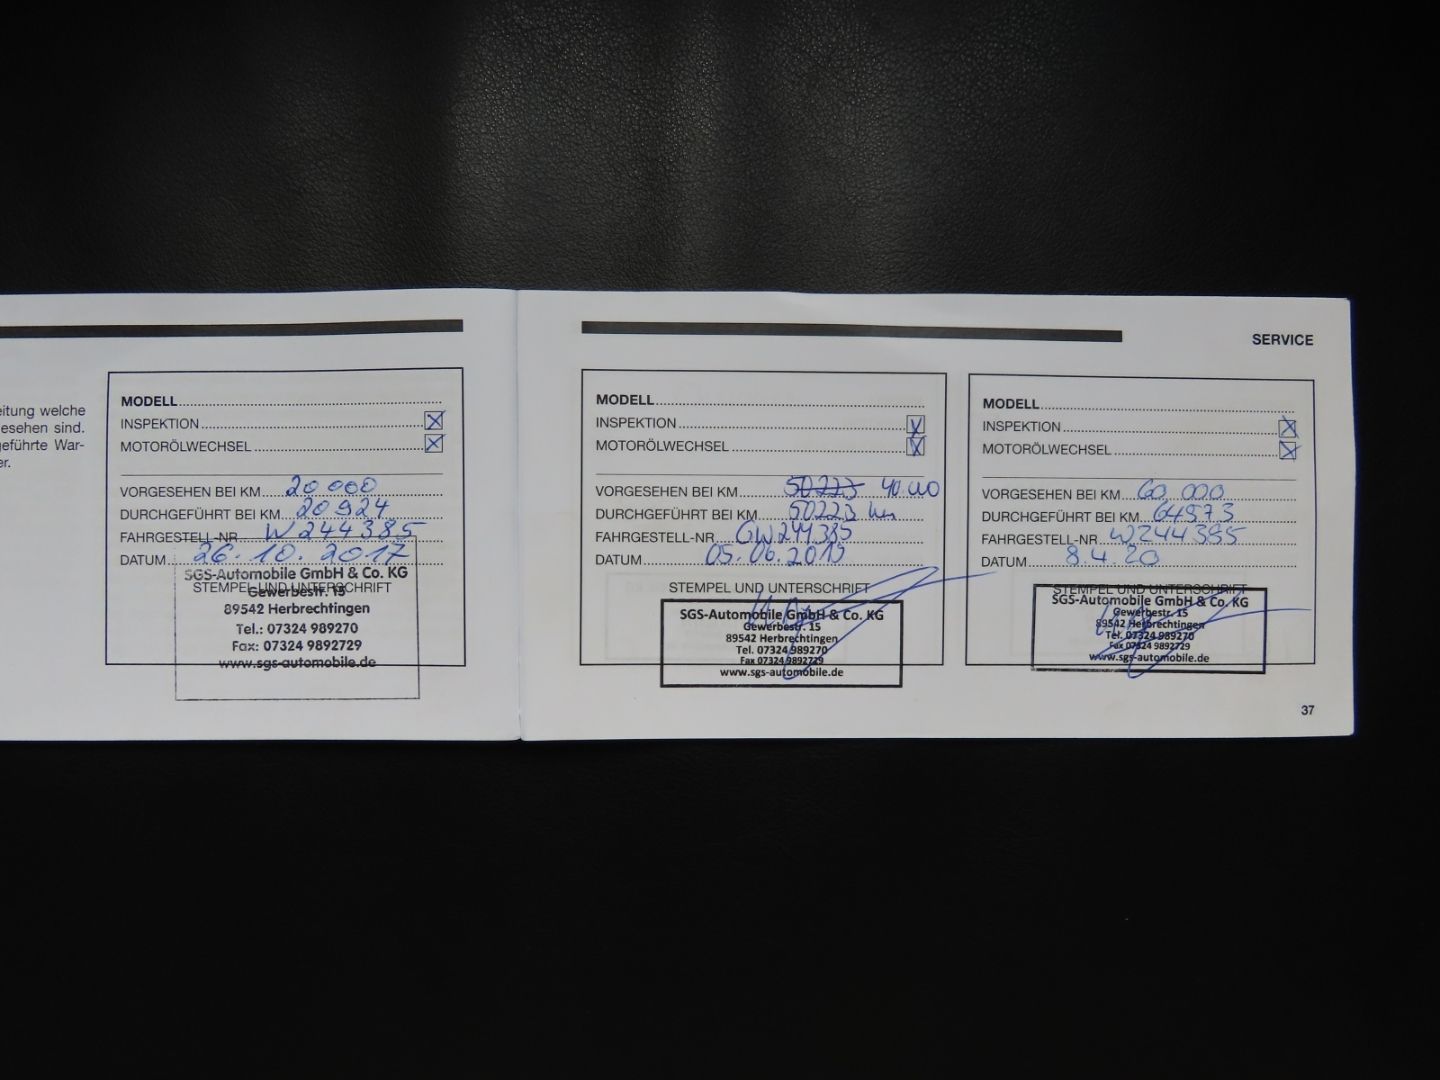 eitung welche
esehen sind.
geführte War-
er.
MODELL
INSPEKTION
MOTORÖLWECHSEL
VORGESEHEN BEI KM 20 000
DURCHGEFÜHRT BEI KM 20924
FAHRGESTELL-NR. W244385
DATUM 26.10.2017
STEMPEL UND UNTERSCHRIFT
SGS-Automobile GmbH & Co. KG
Gewerbestr. 15
89542 Herbrechtingen
Tel.: 07324 989270
Fax: 07324 9892729
www.sgs-automobile.de
SERVICE
MODELL
INSPEKTION
MOTORÖLWECHSEL
VORGESEHEN BEI KM 50223 40.000
DURCHGEFÜHRT BEI KM 50223 km
FAHRGESTELL-NR. GW244385
DATUM 05.06.2019
STEMPEL UND UNTERSCHRIFT
SGS-Automobile GmbH & Co. KG
Gewerbestr. 15
89542 Herbrechtingen
Tel. 07324 989270
Fax 07324 9892729
www.sgs-automobile.de
MODELL
INSPEKTION
MOTORÖLWECHSEL
VORGESEHEN BEI KM 60 000
DURCHGEFÜHRT BEI KM 64973
FAHRGESTELL-NR. W244385
DATUM 8.4.20
STEMPEL UND UNTERSCHRIFT
SGS-Automobile GmbH & Co. KG
Gewerbestr. 15
89542 Herbrechtingen
Tel. 07324 989270
Fax 07324 9892729
www.sgs-automobile.de
37